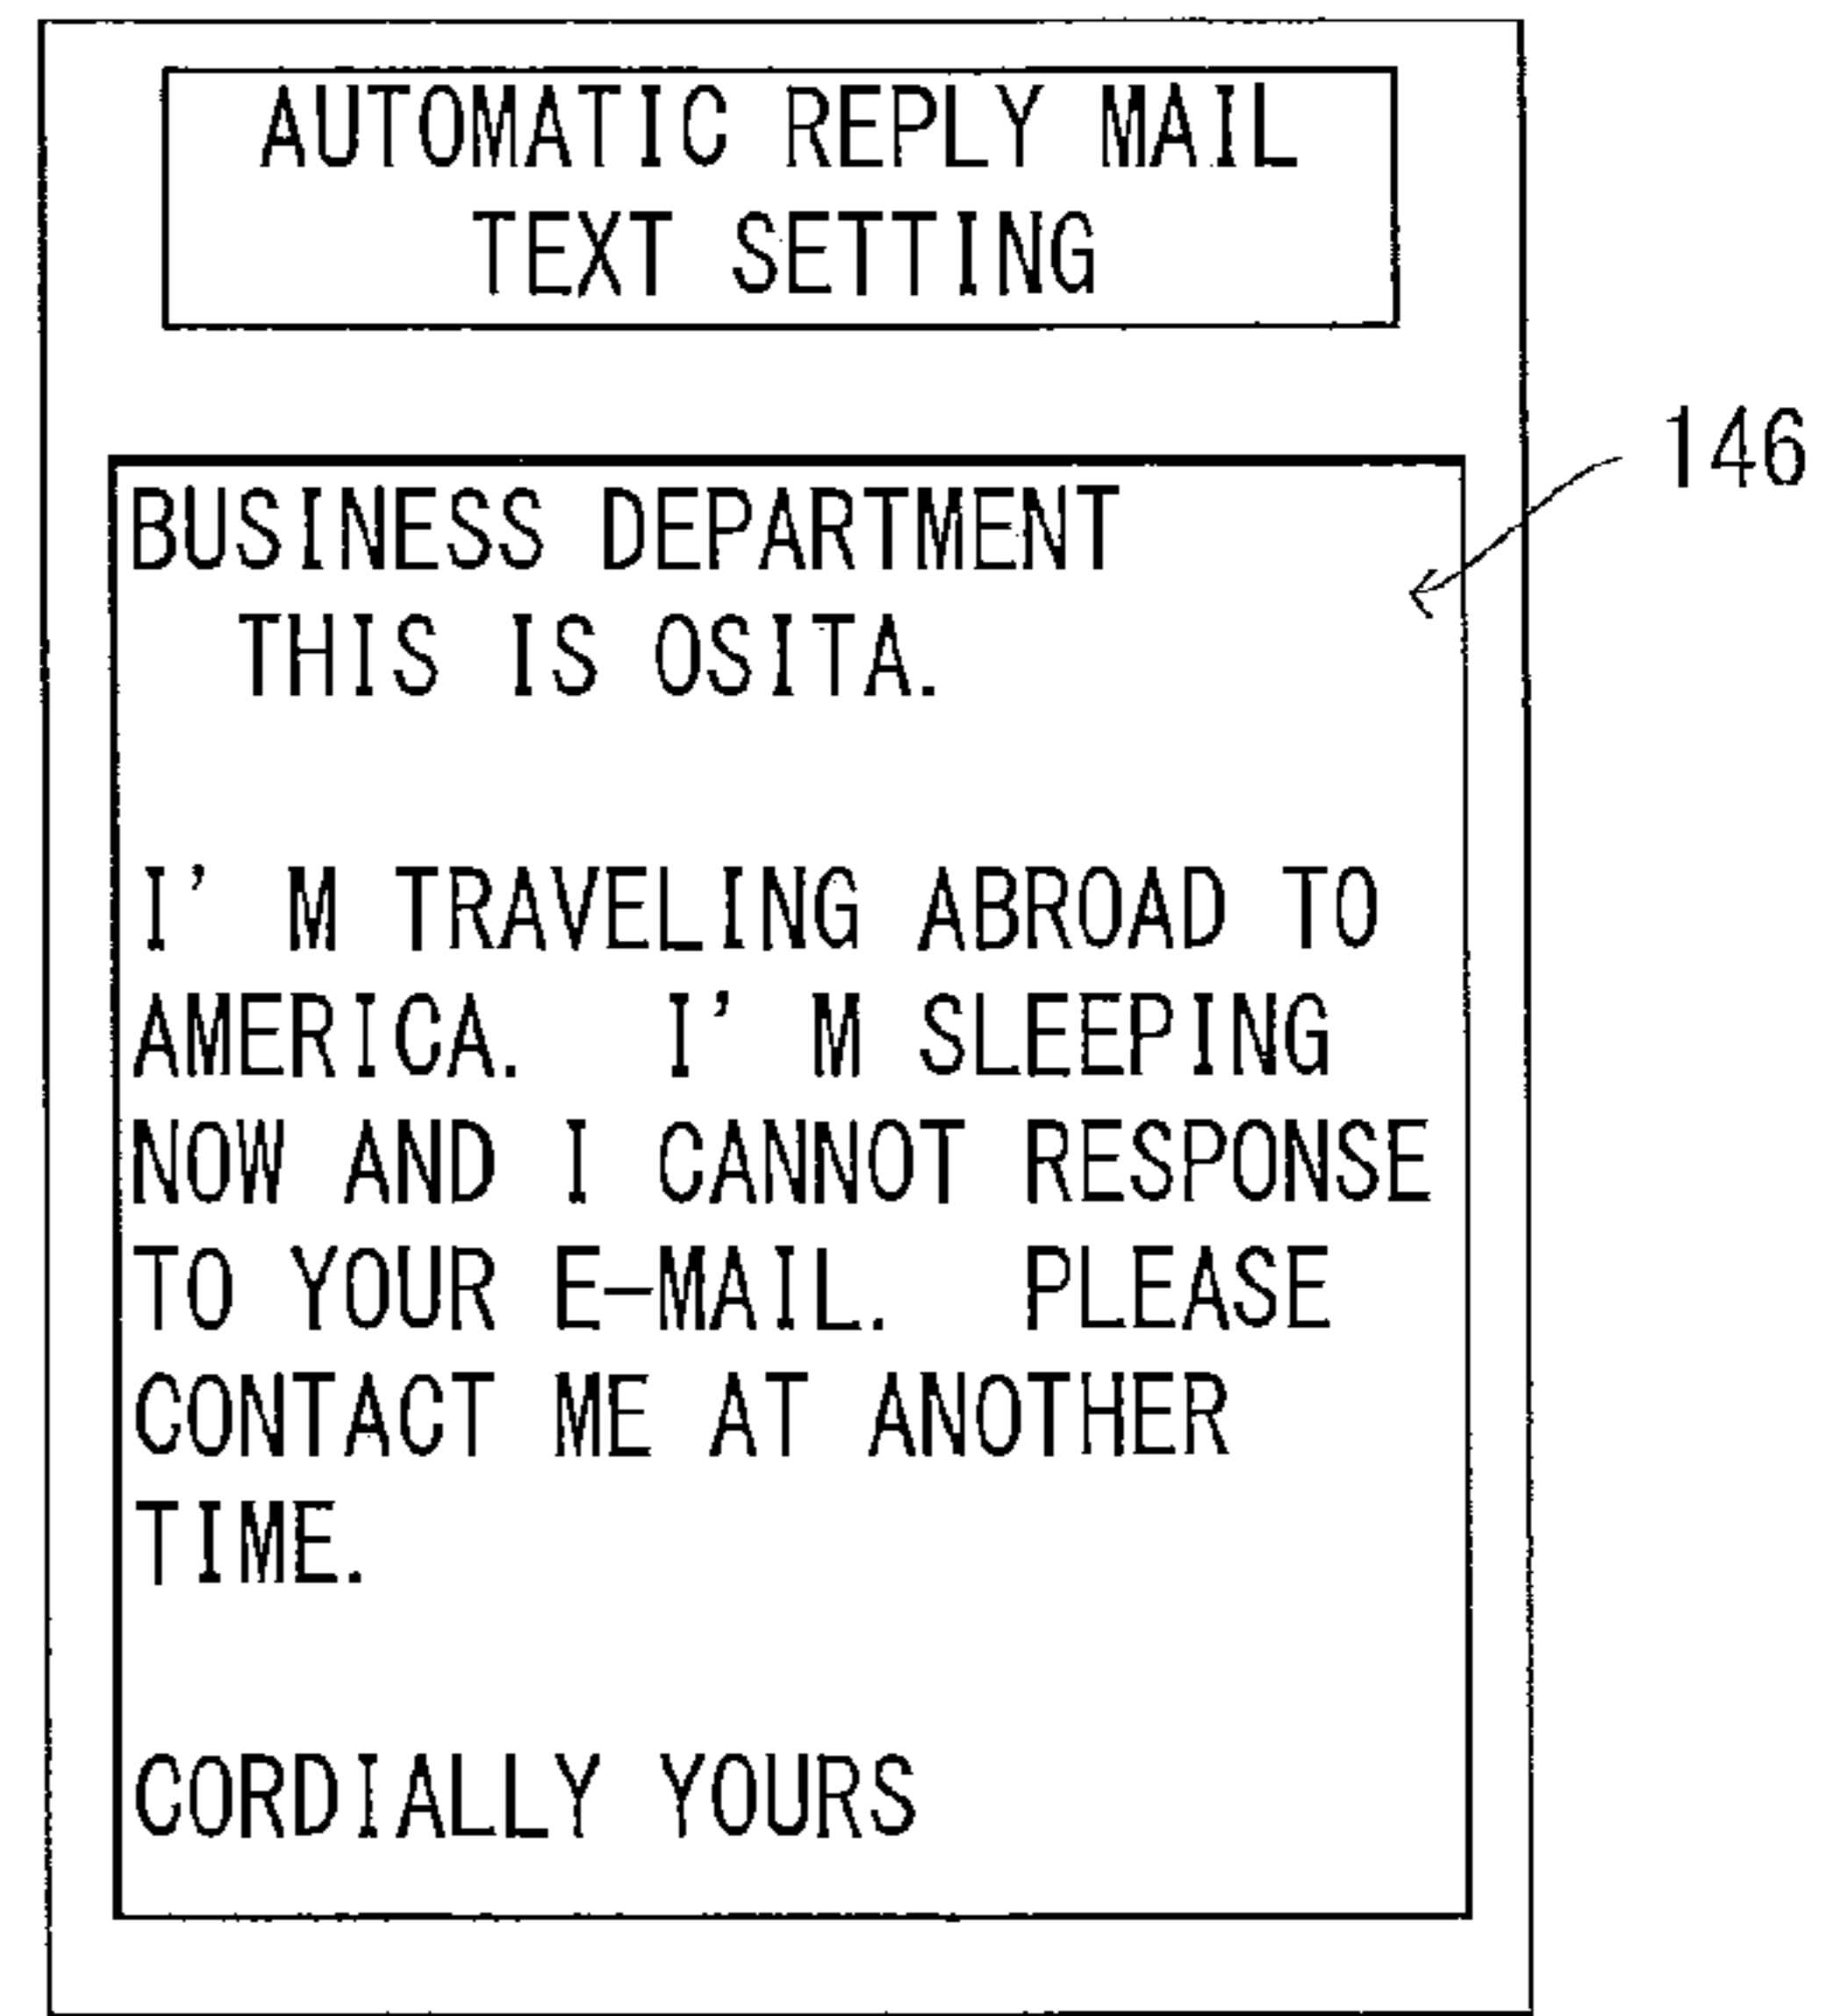 AUTOMATIC REPLY MAIL
TEXT SETTING
146
BUSINESS DEPARTMENT
THIS IS OSITA.
I' M TRAVELING ABROAD TO
AMERICA.  I' M SLEEPING
NOW AND I CANNOT RESPONSE
TO YOUR E-MAIL.  PLEASE
CONTACT ME AT ANOTHER
TIME.
CORDIALLY YOURS